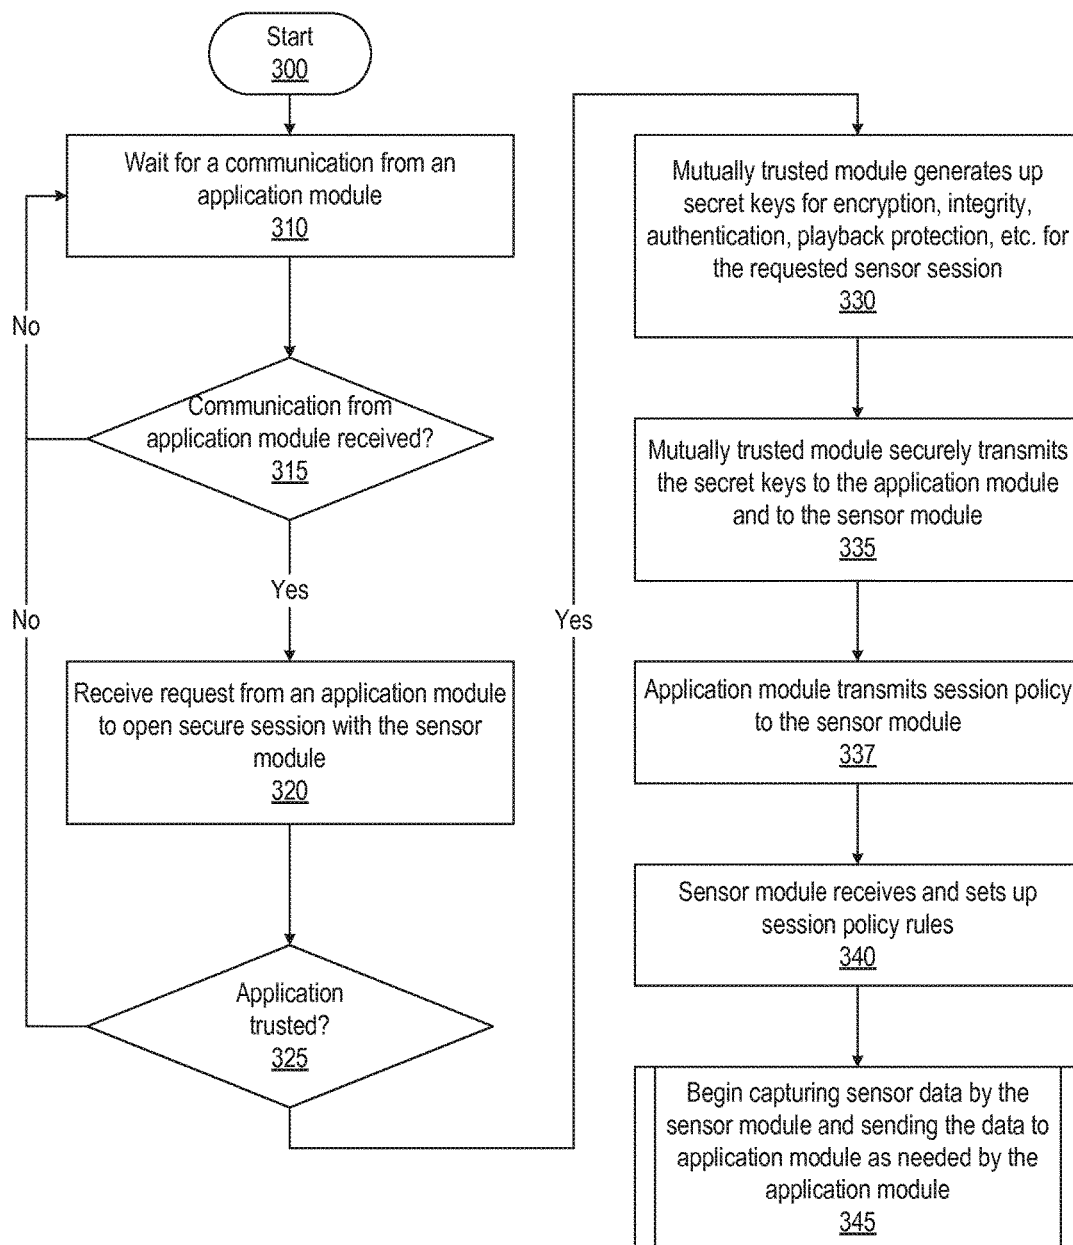 Start
300
Wait for a communication from an
application module
310
No
Communication from
application module received?
315
Yes
No
Receive request from an application module
to open secure session with the sensor
module
320
Application
trusted?
325
Yes
Mutually trusted module generates up
secret keys for encryption, integrity,
authentication, playback protection, etc. for
the requested sensor session
330
Mutually trusted module securely transmits
the secret keys to the application module
and to the sensor module
335
Application module transmits session policy
to the sensor module
337
Sensor module receives and sets up
session policy rules
340
Begin capturing sensor data by the
sensor module and sending the data to
application module as needed by the
application module
345